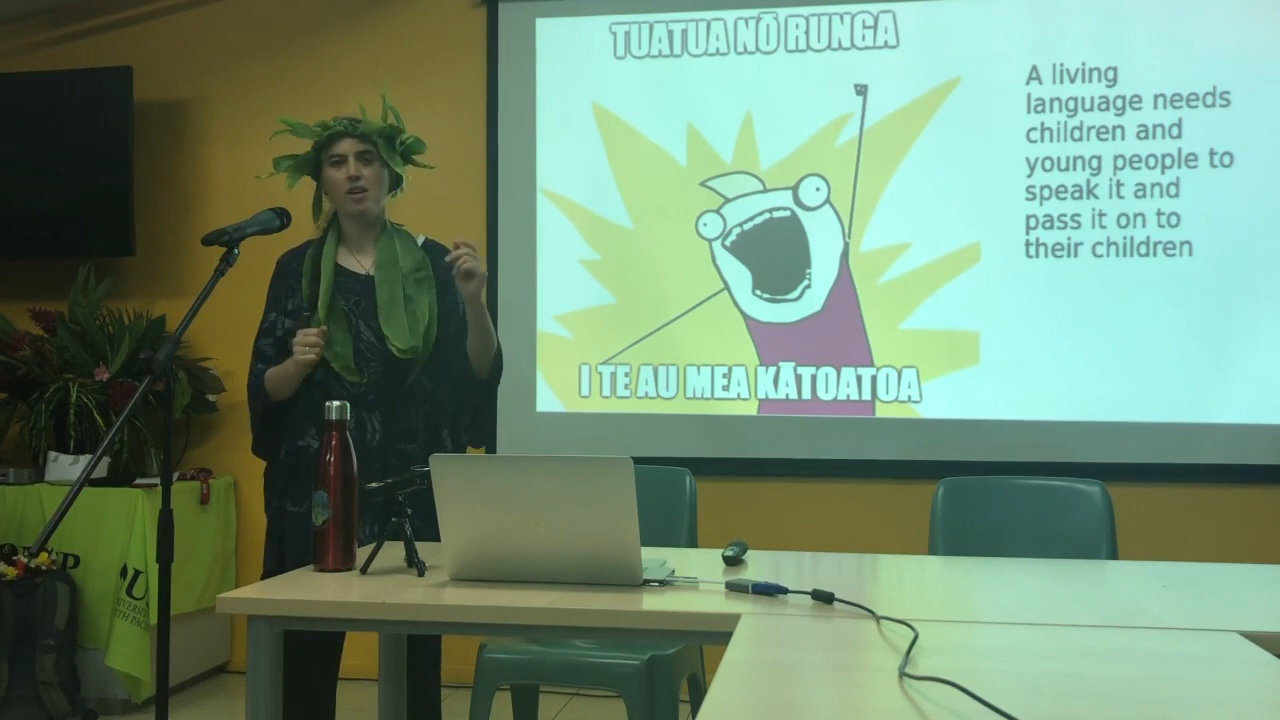 TUATUA NŌ RUNGA
I TE AU MEA KĀTOATOA
A living
language needs
children and
young people to
speak it and
pass it on to
their children